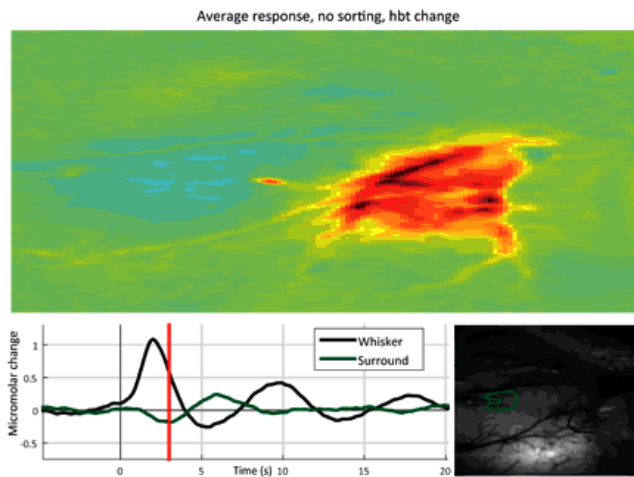 Average response, no sorting, hbt change
Micromolar change
1
0.5
0
-0.5
Whisker
Surround
0
5
10
15
20
Time (s)